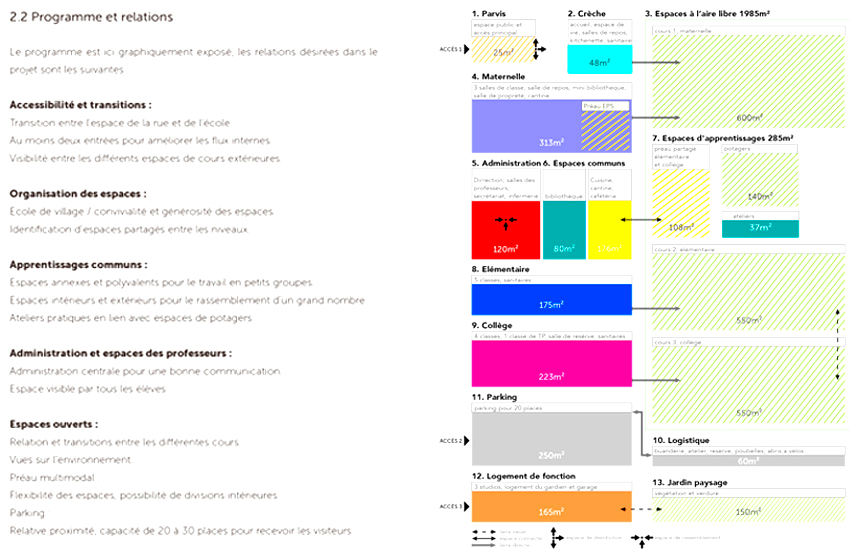 2.2 Programme et relations
Le programme est ici graphiquement exposé, les relations désirées dans le
projet sont les suivantes
Accessibilité et transitions :
Transition entre l'espace de la rue et de l'école
Au moins deux entrées pour améliorer les flux internes
Visibilité entre les différents espaces de cours extérieures
Organisation des espaces :
Ecole de village / convivialité et générosité des espaces
Identification d'espaces partagés entre les niveaux
Apprentissages communs :
Espaces annexes et polyvalents pour le travail en petits groupes
Espaces intérieurs et extérieurs pour le rassemblement d'un grand nombre
Ateliers pratiques en lien avec espaces de potagers
Administration et espaces des professeurs :
Administration centrale pour une bonne communication
Espace visible par tous les élèves
Espaces ouverts :
Relation et transitions entre les différentes cours
Vues sur l'environnement
Préau multimodal
Flexibilité des espaces, possibilité de divisions intérieures
Parking
Relative proximité, capacité de 20 à 30 places pour recevoir les visiteurs
1. Parvis
espace public et
accès principal
ACCÈS 1
25m²
2. Crèche
accueil, espace de
vie, salles de repos,
kitchenette, sanitaire
48m²
3. Espaces à l'aire libre 1985m²
cours 1, maternelle
600m²
4. Maternelle
3 salles de classe, salle de repos, mini bibliothèque,
salle de propreté, cantine
Préau EPS
313m²
5. Administration
Direction, salles des
professeurs,
secrétariat, infirmerie
120m²
6. Espaces communs
bibliothèque
80m²
Cuisine,
cantine,
cafétéria
170m²
7. Espaces d'apprentissages 285m²
préau partagé
élémentaire
et collège
108m²
potagers
140m²
ateliers
37m²
8. Elémentaire
5 classes, sanitaires
175m²
cours 2, élémentaire
550m²
9. Collège
4 classes, 1 classe de TP, salle de réserve, sanitaires
223m²
cours 3, collège
550m²
11. Parking
parking pour 20 places
ACCÈS 2
250m²
10. Logistique
buanderie, atelier, réserve, poubelles, abris à vélos
60m²
12. Logement de fonction
3 studios, logement du gardien et garage
ACCÈS 3
165m²
13. Jardin paysage
végétation et verdure
150m²